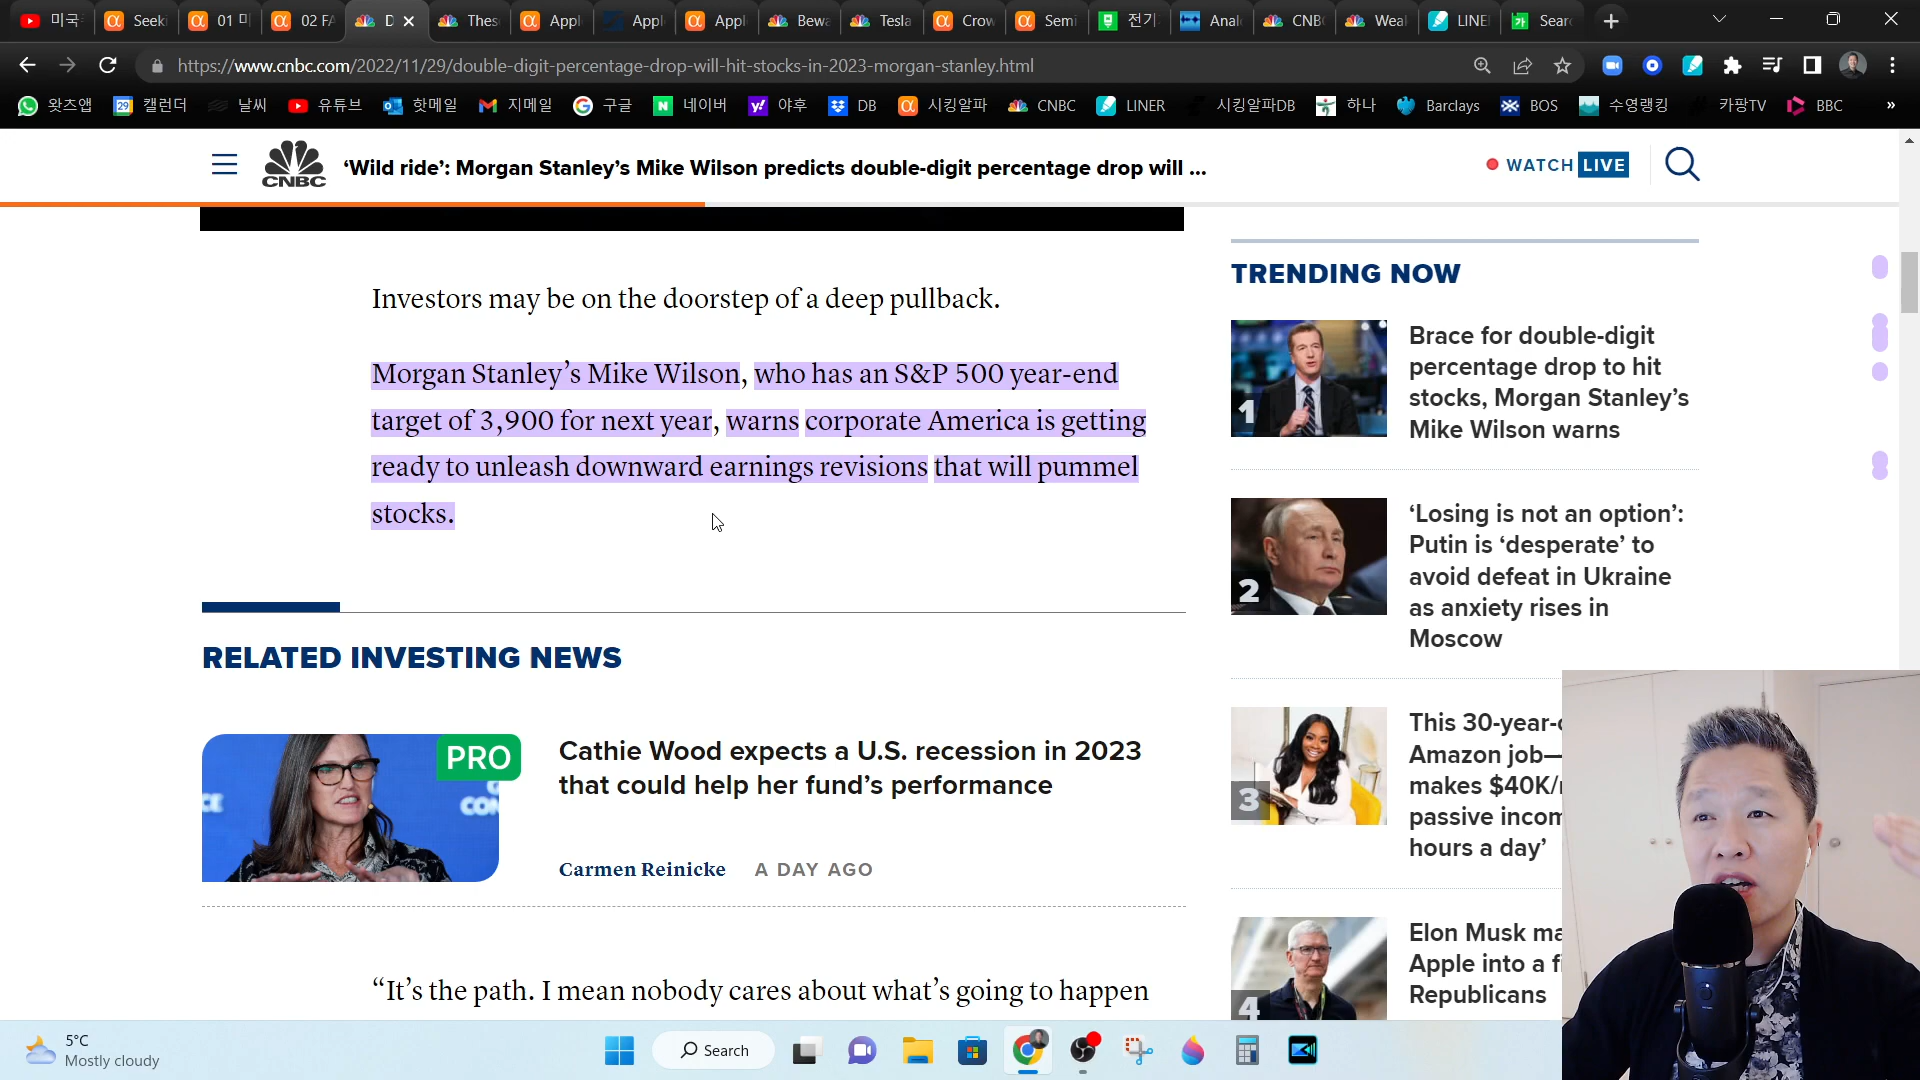 미국
Seek
01 미
02 FA
D
Thes
Appl
Appl
Appl
Bewa
Tesla
Crow
Semi
전기
Anal
CNBC
Weal
LINE
Sear
https://www.cnbc.com/2022/11/29/double-digit-percentage-drop-will-hit-stocks-in-2023-morgan-stanley.html
왓츠앱
29 캘린더
날씨
유튜브
핫메일
지메일
구글
네이버
야후
DB
시킹알파
CNBC
LINER
시킹알파DB
하나
Barclays
BOS
수영랭킹
카팡TV
BBC
»
CNBC
‘Wild ride’: Morgan Stanley’s Mike Wilson predicts double-digit percentage drop will ...
WATCH LIVE
Investors may be on the doorstep of a deep pullback.
Morgan Stanley’s Mike Wilson, who has an S&P 500 year-end
target of 3,900 for next year, warns corporate America is getting
ready to unleash downward earnings revisions that will pummel
stocks.
RELATED INVESTING NEWS
PRO
Cathie Wood expects a U.S. recession in 2023
that could help her fund’s performance
Carmen Reinicke A DAY AGO
“It’s the path. I mean nobody cares about what’s going to happen
TRENDING NOW
1
Brace for double-digit
percentage drop to hit
stocks, Morgan Stanley’s
Mike Wilson warns
2
‘Losing is not an option’:
Putin is ‘desperate’ to
avoid defeat in Ukraine
as anxiety rises in
Moscow
3
This 30-year-
Amazon job—
makes $40K/
passive incom
hours a day’
4
Elon Musk ma
Apple into a fi
Republicans
5°C
Mostly cloudy
Search